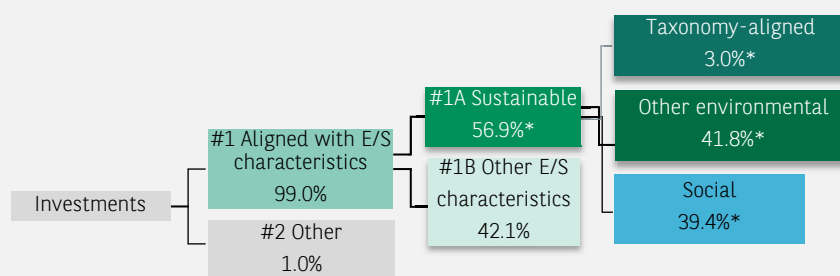 Investments
#1 Aligned with E/S
characteristics
99.0%
#2 Other
1.0%
#1A Sustainable
56.9%*
#1B Other E/S
characteristics
42.1%
Taxonomy-aligned
3.0%*
Other environmental
41.8%*
Social
39.4%*